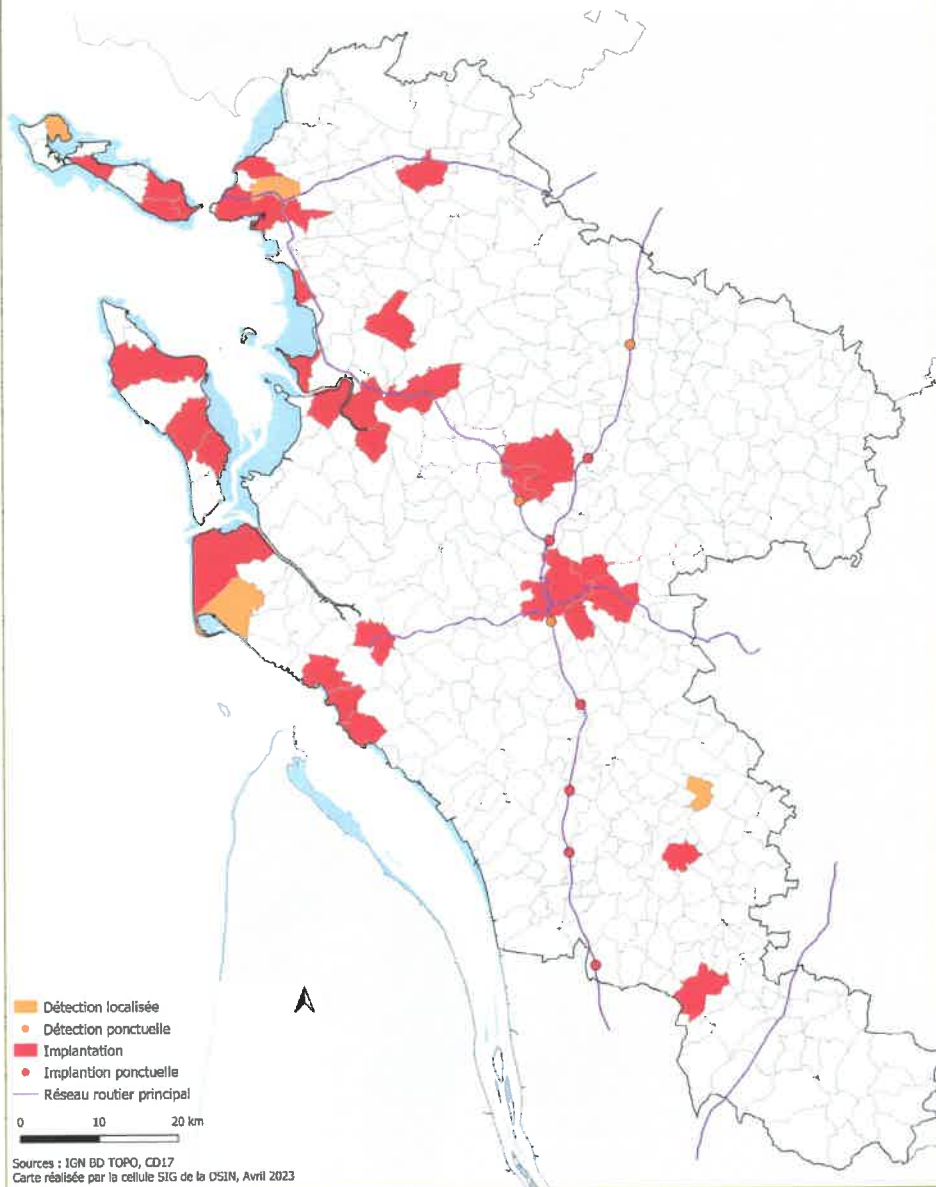 Détection localisée
Détection ponctuelle
Implantation
Implantion ponctuelle
Réseau routier principal
0 10 20 km
Sources : IGN BD TOPO, CD17
Carte réalisée par la cellule SIG de la DSIN, Avril 2023